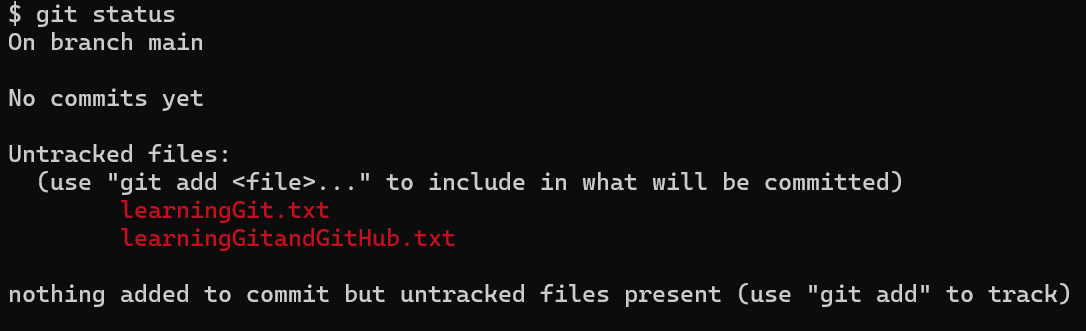 $ git status
On branch main
No commits yet
Untracked files:
(use "git add <file>..." to include in what will be committed)
learningGit.txt
learningGitandGitHub.txt
nothing added to commit but untracked files present (use "git add" to track)